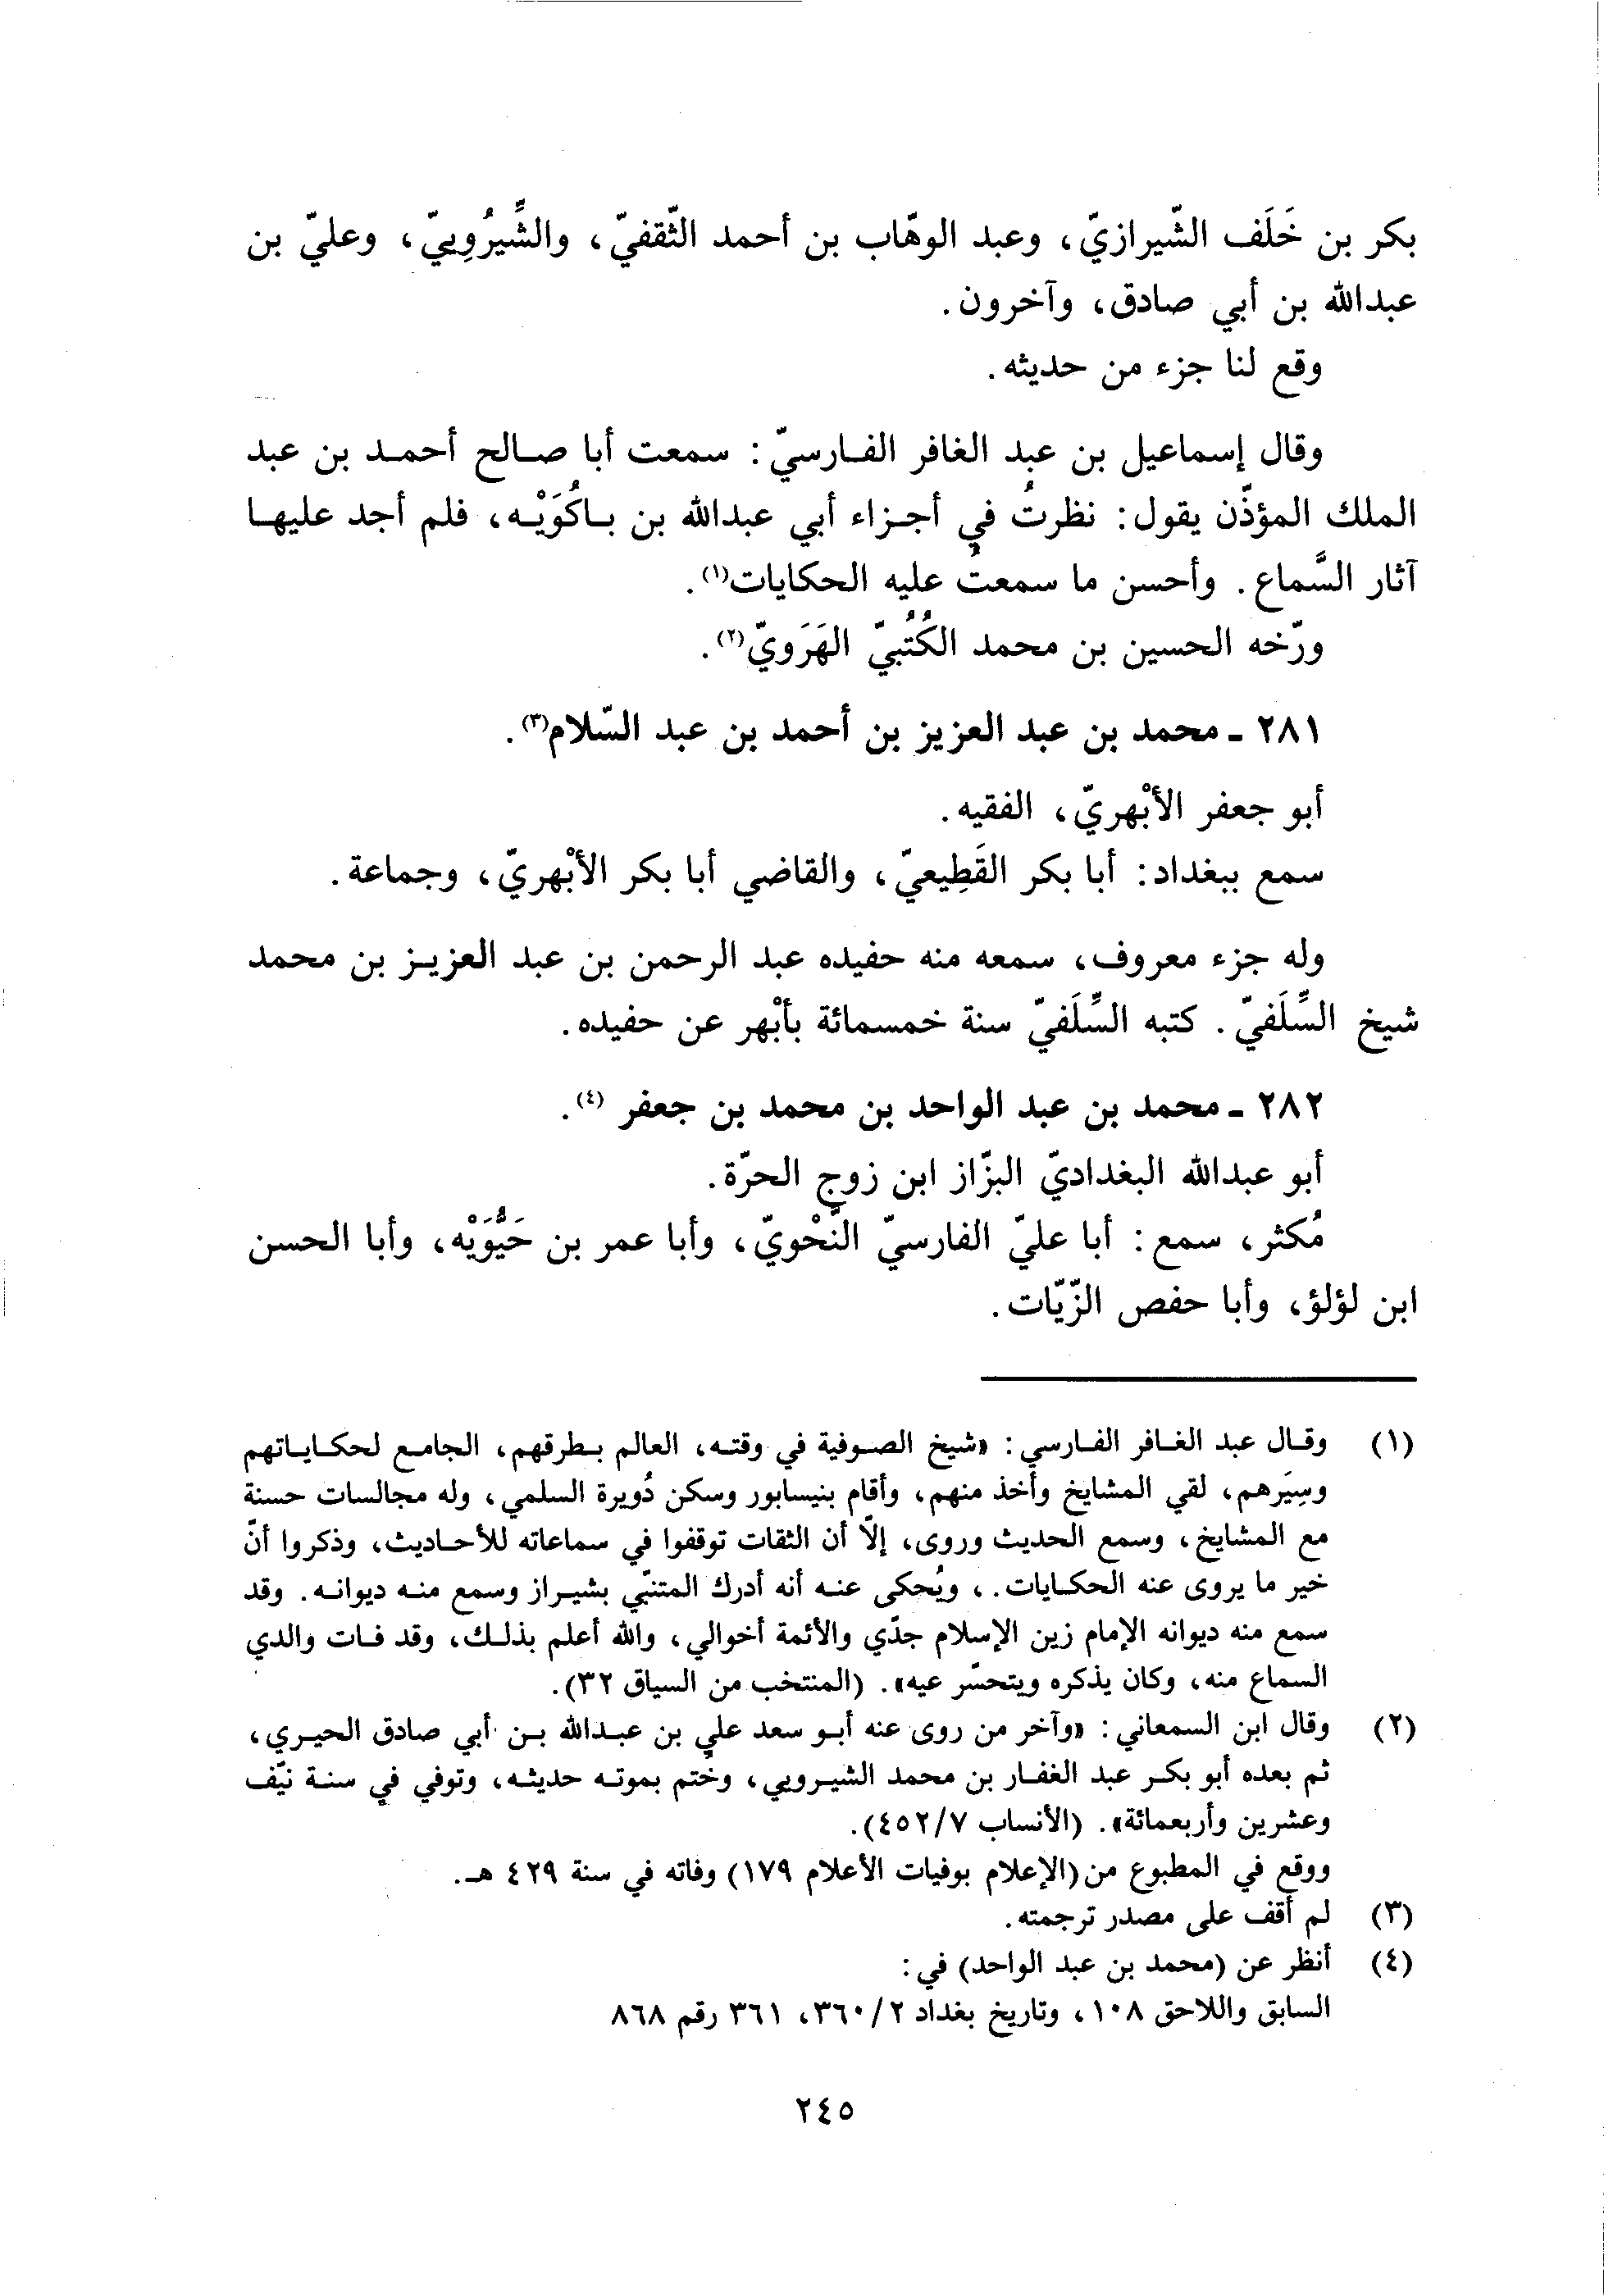 بكر بن خَلَف الشّيرازيّ، وعبد الوهّاب بن أحمد الثّقفيّ، والشِّيرُوِييّ، وعليّ بن
عبدالله بن أبي صادق، وآخرون.
وقع لنا جزء من حديثه.
وقال إسماعيل بن عبد الغافر الفارسيّ: سمعت أبا صالح أحمد بن عبد
الملك المؤذّن يقول: نظرتُ في أجزاء أبي عبدالله بن باكُوَيْه، فلم أجد عليها
آثار السَّماع. وأحسن ما سمعتُ عليه الحكايات(١).
ورّخه الحسين بن محمد الكُتُبيّ الهَرَويّ(٢).
٢٨١ ـ محمد بن عبد العزيز بن أحمد بن عبد السّلام(٣).
أبو جعفر الأبْهريّ، الفقيه.
سمع ببغداد: أبا بكر القَطِيعيّ، والقاضي أبا بكر الأبْهريّ، وجماعة.
وله جزء معروف، سمعه منه حفيده عبد الرحمن بن عبد العزيز بن محمد
شيخ السِّلَفيّ. كتبه السِّلَفيّ سنة خمسمائة بأبْهر عن حفيده.
٢٨٢ ـ محمد بن عبد الواحد بن محمد بن جعفر (٤).
أبو عبدالله البغداديّ البزّاز ابن زوج الحرّة.
مُكثر، سمع: أبا عليّ الفارسيّ النَّحْويّ، وأبا عمر بن حَيُّوَيْه، وأبا الحسن
ابن لؤلؤ، وأبا حفص الزّيّات.
(١) وقال عبد الغافر الفارسي: «شيخ الصوفية في وقته، العالم بطرقهم، الجامع لحكاياتهم
وسِيَرهم، لقي المشايخ وأخذ منهم، وأقام بنيسابور وسكن دُويرة السلمي، وله مجالسات حسنة
مع المشايخ، وسمع الحديث وروى، إلّا أن الثقات توقفوا في سماعاته للأحاديث، وذكروا أنّ
خير ما يروى عنه الحكايات.، ويُحكى عنه أنه أدرك المتنبّي بشيراز وسمع منه ديوانه. وقد
سمع منه ديوانه الإمام زين الإسلام جدّي والأئمة أخوالي، والله أعلم بذلك، وقد فات والدي
السماع منه، وكان يذكره ويتحسّر عيه». (المنتخب من السياق ٣٢).
(٢) وقال ابن السمعاني: «وآخر من روى عنه أبو سعد علي بن عبدالله بن أبي صادق الحيري،
ثم بعده أبو بكر عبد الغفار بن محمد الشيرويي، وختم بموته حديثه، وتوفي في سنة نيّف
وعشرين وأربعمائة». (الأنساب ٤٥٢/٧).
ووقع في المطبوع من (الإعلام بوفيات الأعلام ١٧٩) وفاته في سنة ٤٢٩ هـ.
(٣) لم أقف على مصدر ترجمته.
(٤) أنظر عن (محمد بن عبد الواحد) في:
السابق واللاحق ١٠٨، وتاريخ بغداد ٣٦٠/٢، ٣٦١ رقم ٨٦٨
٢٤٥